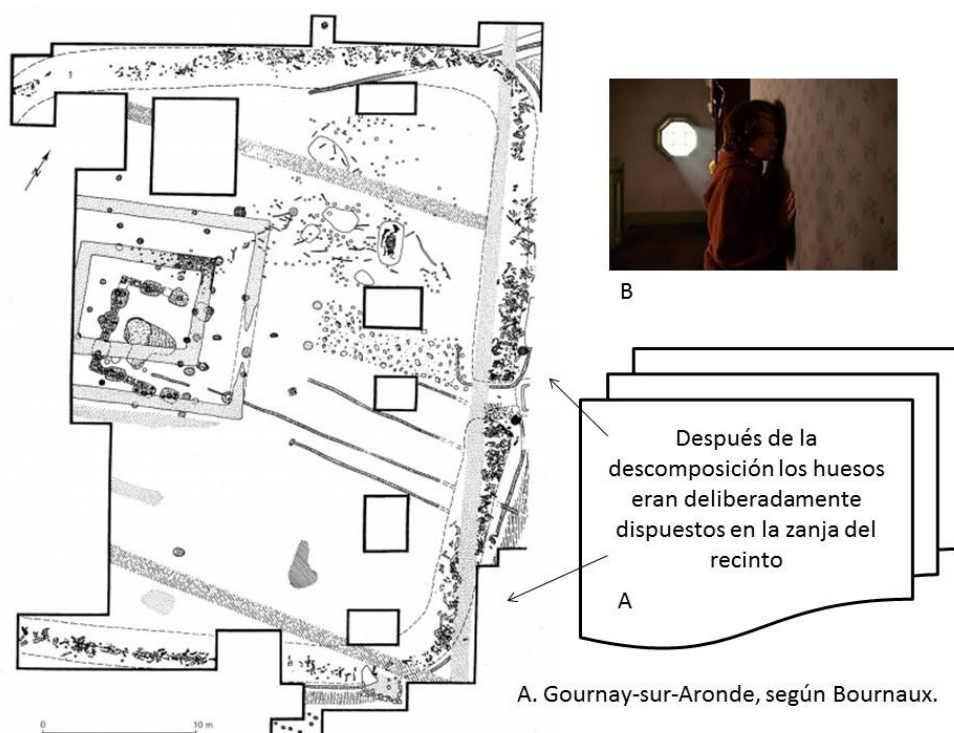 B
Después de la
descomposición los huesos
eran deliberadamente
dispuestos en la zanja del
recinto
A
A. Gournay-sur-Aronde, según Bournaux.
0 10 m